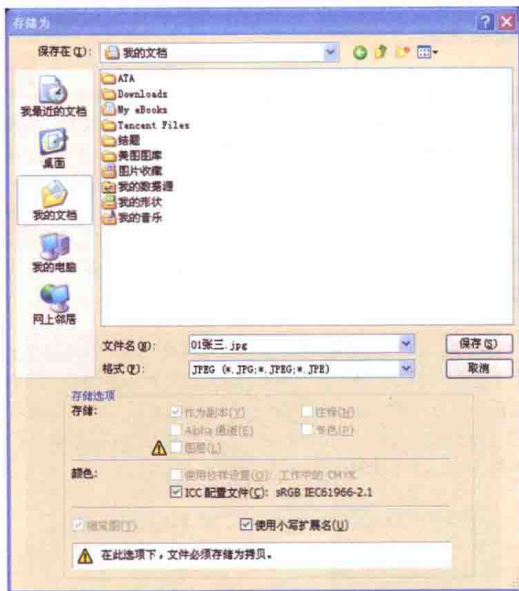 存储为
保存在(I): 我的文档
我最近的文档
桌面
我的文档
我的电脑
网上邻居
ATA
Downloads
My eBooks
Tencent Files
结题
美图图库
图片收藏
我的数据源
我的形状
我的音乐
文件名(N): 01张三.jpg 保存(S)
格式(F): JPEG (*.JPG;*.JPEG;*.JPE) 取消
存储选项
存储: 作为副本(Y) 注释(N)
Alpha 通道(E) 专色(P)
图层(L)
颜色: 使用校样设置(O): 工作中的 CMYK
ICC 配置文件(C): sRGB IEC61966-2.1
缩览图(T) 使用小写扩展名(U)
在此选项下，文件必须存储为拷贝。